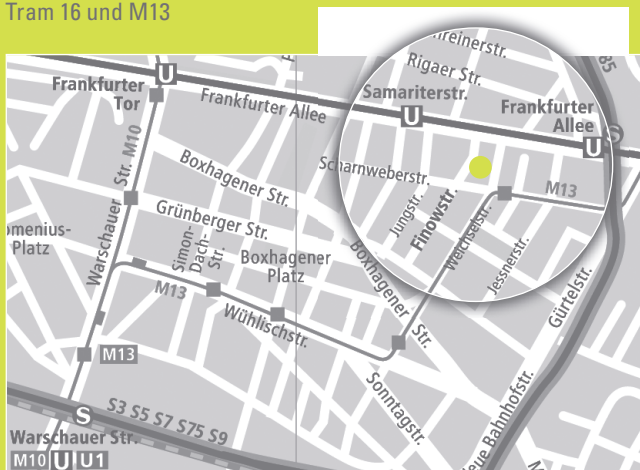 Tram 16 und M13
Rigaer Str.
Samariterstr.
U
Frankfurter
Allee
U
S
Frankfurter
Tor
U
Frankfurter Allee
Str. M10
Warschauer
Boxhagener Str.
Scharnweberstr.
M13
Jungstr.
Finowstr.
Weichselstr.
Jessnerstr.
Gürtelstr.
Grünberger Str.
Simon-
Dach-
Str.
Boxhagener
Platz
Boxhagener Str.
Platz
M13
Wühlischstr.
M13
Sonntagstr.
S
S3 S5 S7 S75 S9
Warschauer Str.
M10 U U1
Bahnhofstr.